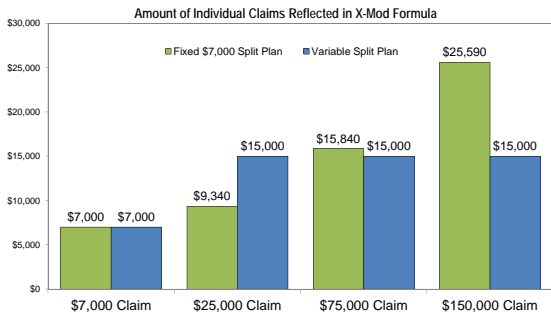 Amount of Individual Claims Reflected in X-Mod Formula
$30,000
$25,000
$20,000
$15,000
$10,000
$5,000
$0
Fixed $7,000 Split Plan
Variable Split Plan
$7,000
$7,000
$9,340
$15,000
$15,840
$15,000
$25,590
$15,000
$7,000 Claim
$25,000 Claim
$75,000 Claim
$150,000 Claim